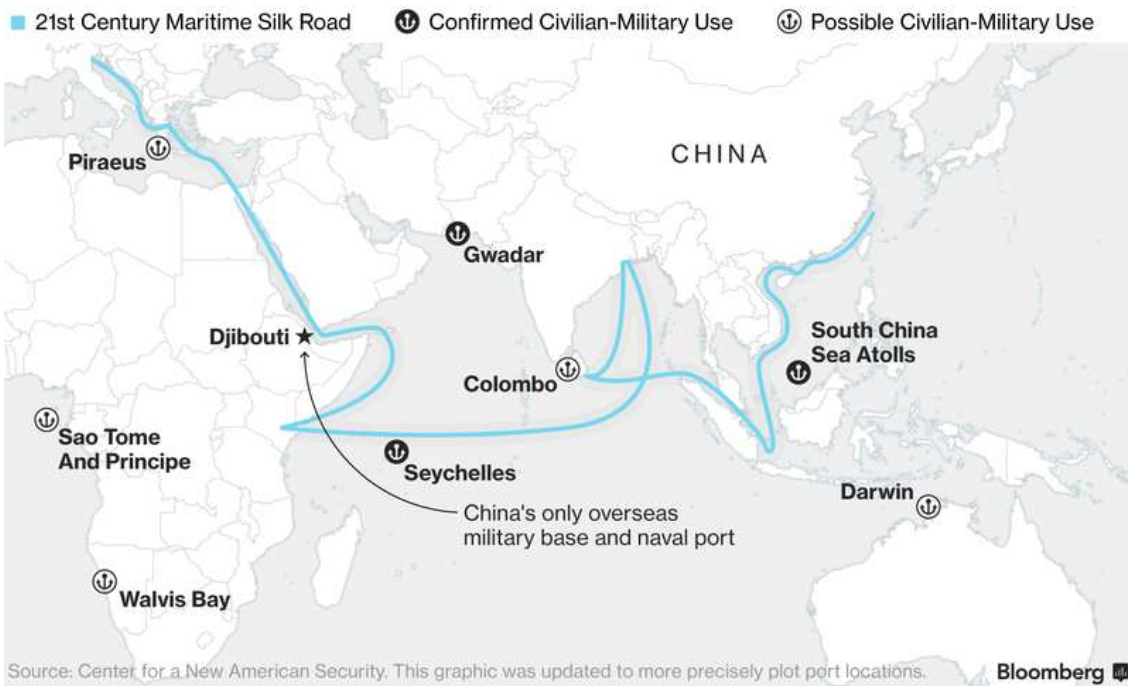 21st Century Maritime Silk Road
Confirmed Civilian-Military Use
Possible Civilian-Military Use
CHINA
Piraeus
Gwadar
Djibouti
South China
Sea Atolls
Colombo
Sao Tome
And Principe
Seychelles
Darwin
China's only overseas
military base and naval port
Walvis Bay
Source: Center for a New American Security. This graphic was updated to more precisely plot port locations.
Bloomberg